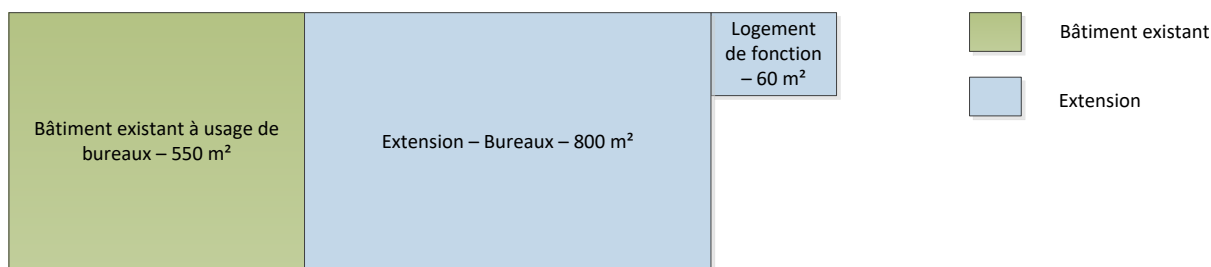 Bâtiment existant à usage de
bureaux – 550 m²
Extension – Bureaux – 800 m²
Logement
de fonction
– 60 m²
Bâtiment existant
Extension